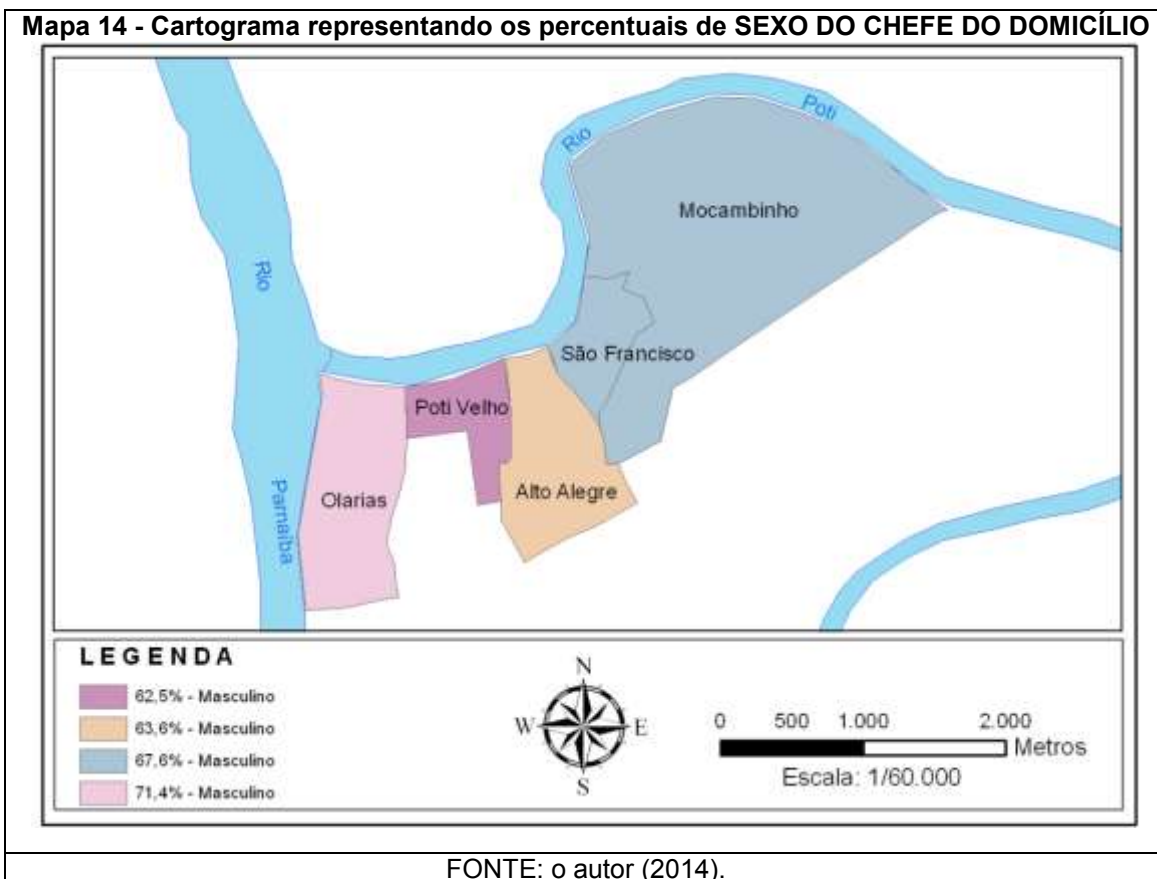 Mapa 14 - Cartograma representando os percentuais de SEXO DO CHEFE DO DOMICÍLIO
Rio
Poti
Mocambinho
Rio
São Francisco
Poti Velho
Alto Alegre
Olarias
Parnaíba
LEGENDA
62,5% - Masculino
63,6% - Masculino
67,6% - Masculino
71,4% - Masculino
N
W E
S
0 500 1.000 2.000
Metros
Escala: 1/60.000
FONTE: o autor (2014).